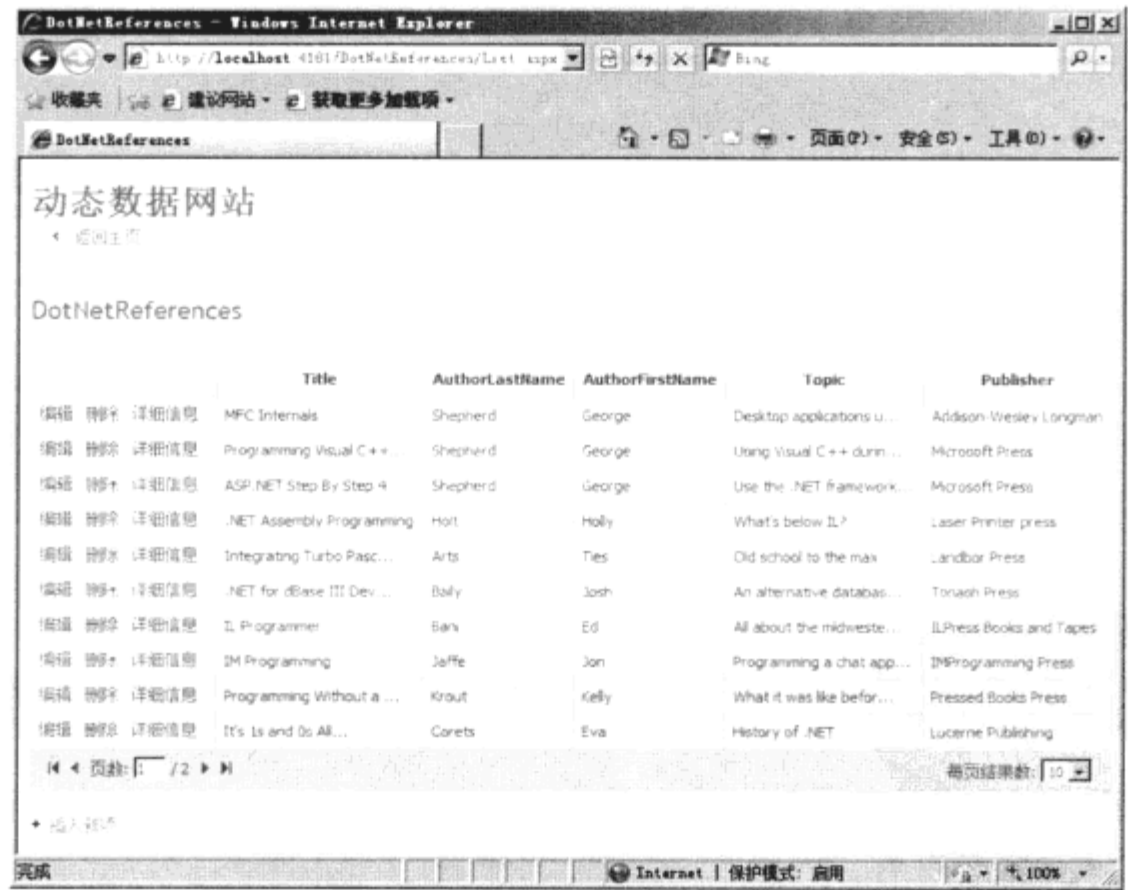 DotNetReferences - Windows Internet Explorer
http://localhost:4161/DotNetReferences/List.aspx Bing
收藏夹 建议网站 获取更多加载项
DotNetReferences 页面(P) 安全(S) 工具(O)
动态数据网站
返回主页
DotNetReferences
Title AuthorLastName AuthorFirstName Topic Publisher
编辑 删除 详细信息 MFC Internals Shepherd George Desktop applications u... Addison-Wesley Longman
编辑 删除 详细信息 Programming Visual C++ ... Shepherd George Using Visual C++ durin... Microsoft Press
编辑 删除 详细信息 ASP.NET Step By Step 4 Shepherd George Use the .NET framework... Microsoft Press
编辑 删除 详细信息 .NET Assembly Programming Holt Holly What's below IL? Laser Printer press
编辑 删除 详细信息 Integrating Turbo Pasc... Arts Ties Old school to the max Landbor Press
编辑 删除 详细信息 .NET for dBase III Dev... Baily Josh An alternative databas... Press
编辑 删除 详细信息 IL Programmer Bani Ed All about the midweste... ILPress Books and Tapes
编辑 删除 详细信息 IM Programming Jaffe Jon Programming a chat app... IMProgramming Press
编辑 删除 详细信息 Programming Without a ... Krout Kelly What it was like befor... Pressed Books Press
编辑 删除 详细信息 It's 1s and 0s All... Corets Eva History of .NET Lucerne Publishing
页数: 1 /2 每页结果数: 10
插入新项
完成 Internet | 保护模式: 启用 100%